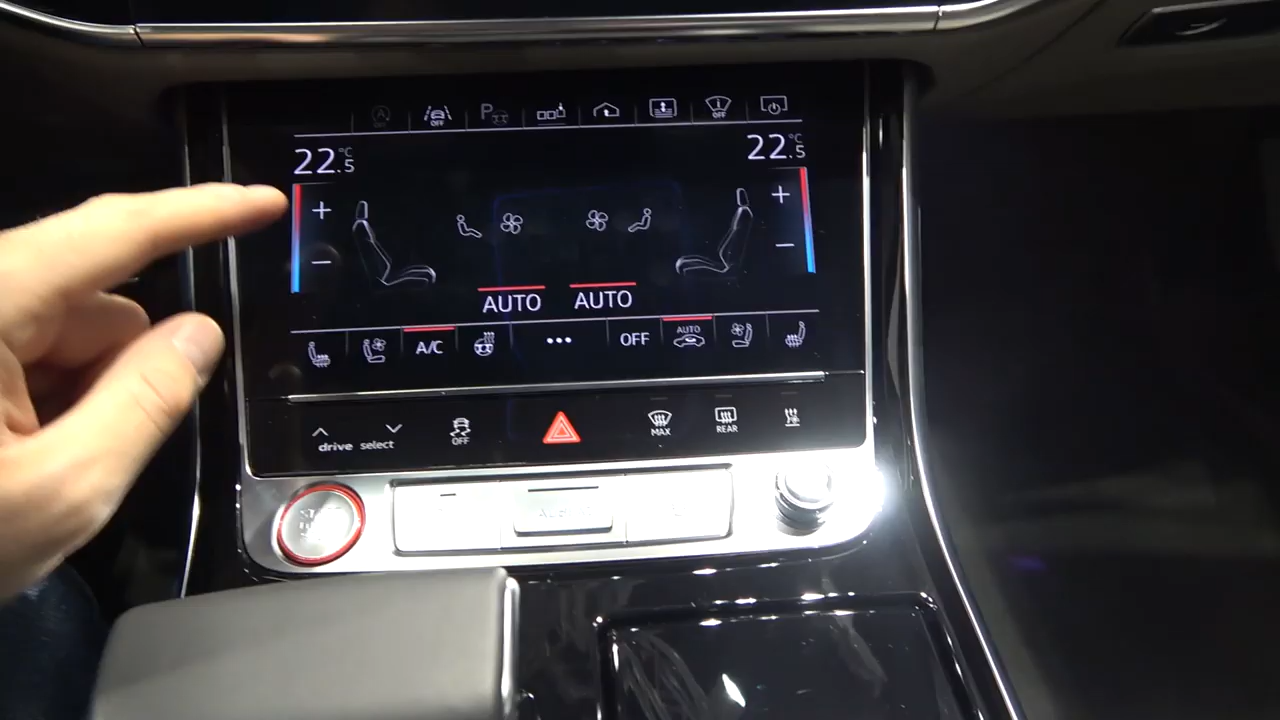 OFF
P
OFF
22.5 °C
22.5 °C
+
+
−
−
AUTO AUTO
A/C
OFF
AUTO
drive select
OFF
MAX
REAR